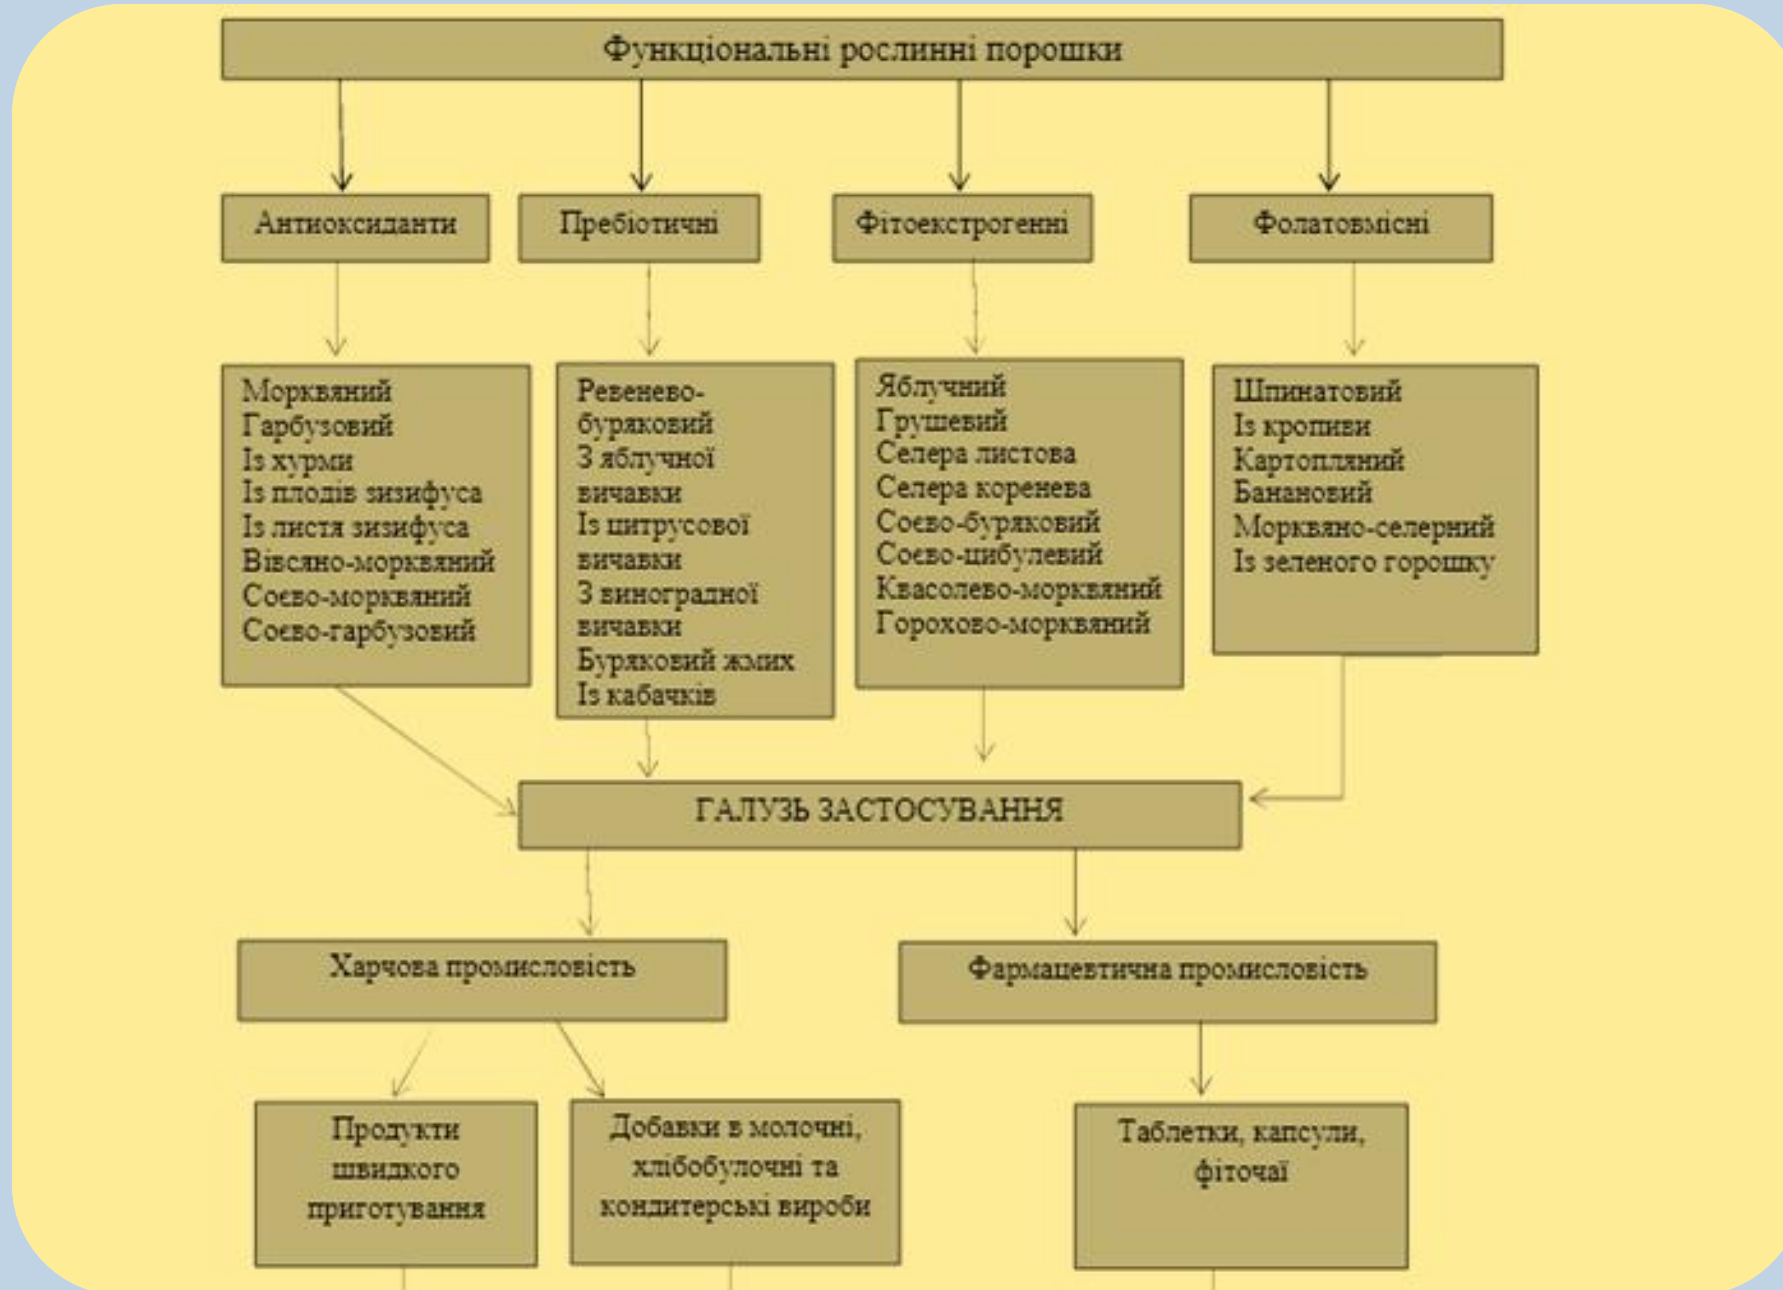 Функціональні рослинні порошки
Антиоксиданти
Пребіотичні
Фітоекстрогенні
Фолатовмісні
Морквяний
Гарбузовий
Із хурми
Із плодів зизифуса
Із листя зизифуса
Вівсяно-морквяний
Соєво-морквяний
Соєво-гарбузовий
Ревенево-
буряковий
З яблучної
вичавки
Із цитрусової
вичавки
З виноградної
вичавки
Буряковий жмих
Із кабачків
Яблучний
Грушевий
Селера листова
Селера коренева
Соєво-буряковий
Соєво-цибулевий
Квасолево-морквяний
Горохово-морквяний
Шпинатовий
Із кропиви
Картопляний
Банановий
Морквяно-селерний
Із зеленого горошку
ГАЛУЗЬ ЗАСТОСУВАННЯ
Харчова промисловість
Фармацевтична промисловість
Продукти
швидкого
приготування
Добавки в молочні,
хлібобулочні та
кондитерські вироби
Таблетки, капсули,
фіточаї